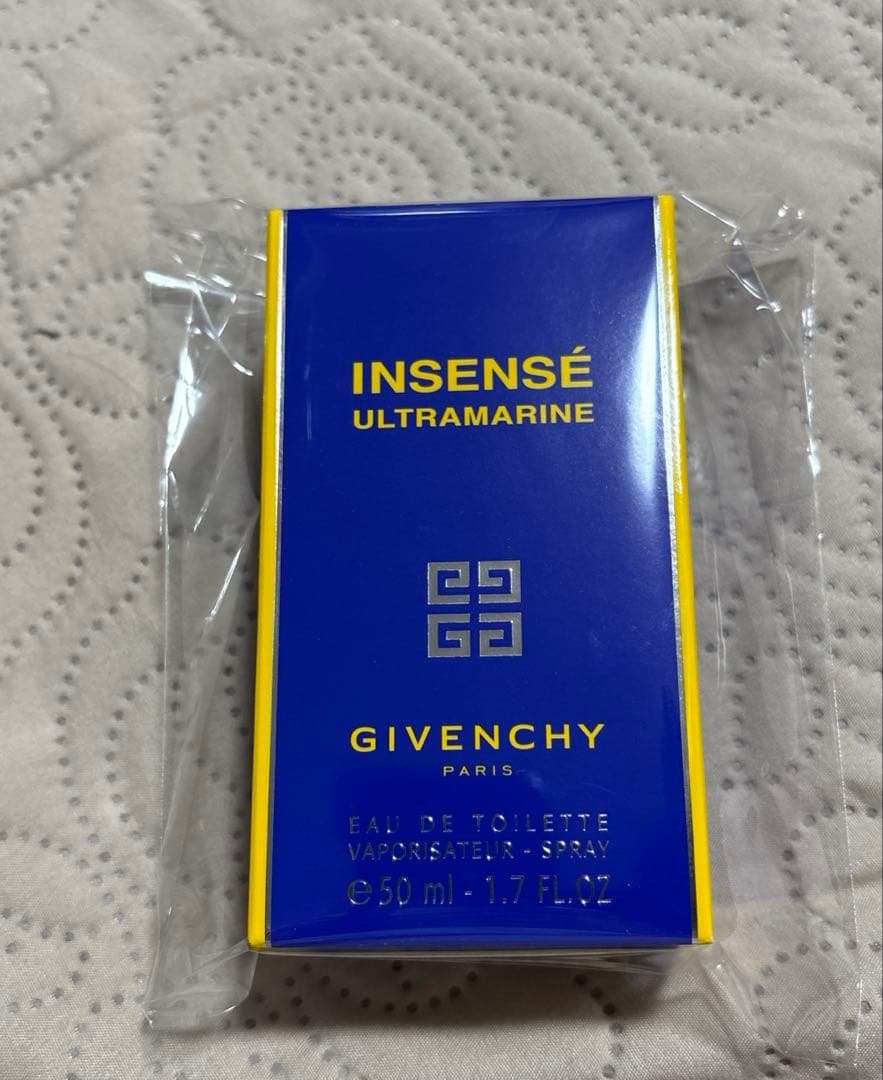 INSENSÉ
ULTRAMARINE
GIVENCHY
PARIS
EAU DE TOILETTE
VAPORISATEUR - SPRAY
℮50 ml - 1.7 FL.OZ